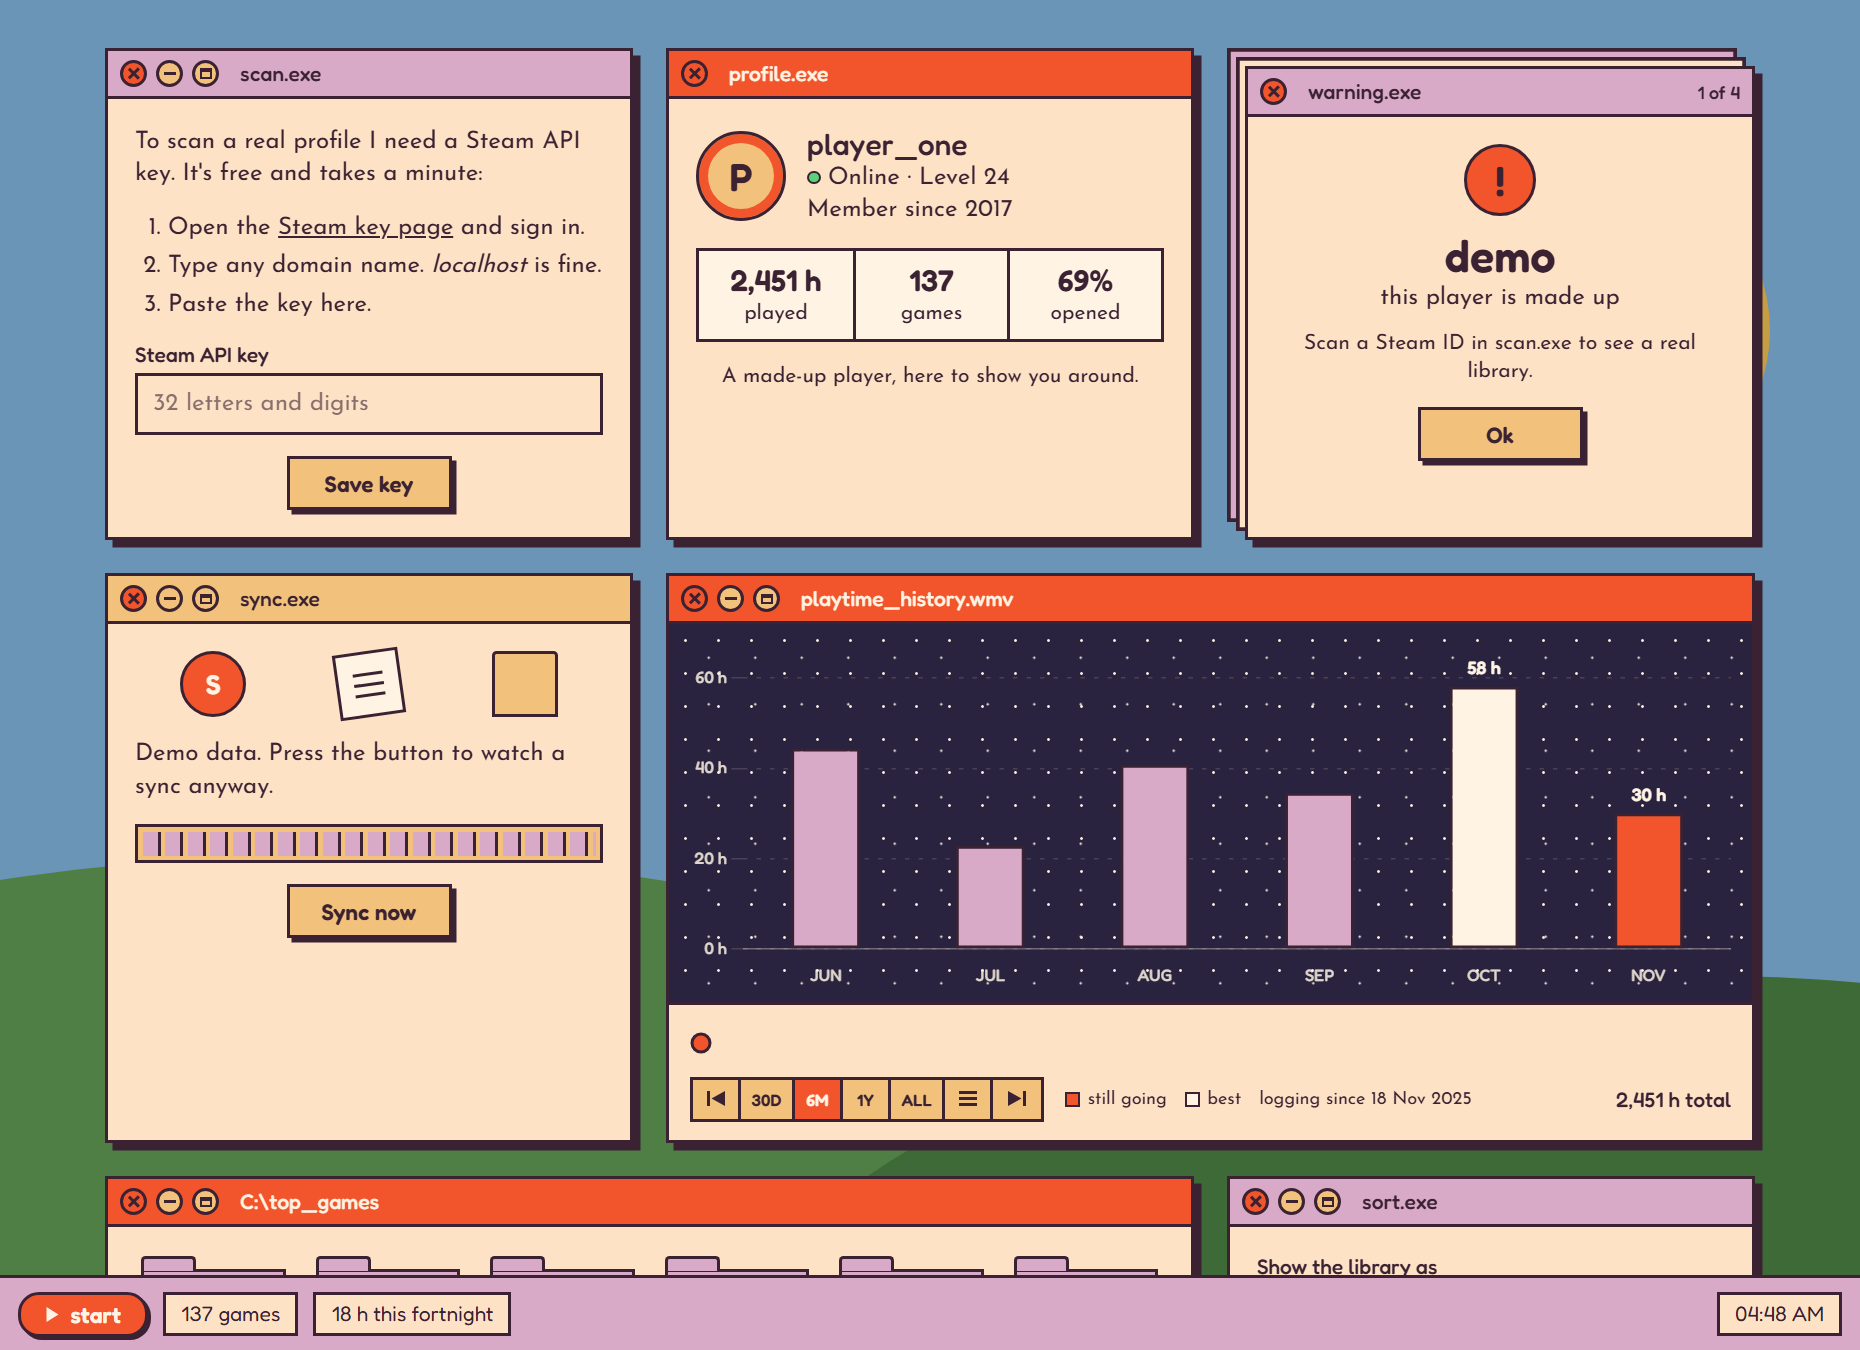 scan.exe
To scan a real profile I need a Steam API
key. It's free and takes a minute:
1. Open the Steam key page and sign in.
2. Type any domain name. localhost is fine.
3. Paste the key here.
Steam API key
32 letters and digits
Save key
profile.exe
P
player_one
Online · Level 24
Member since 2017
2,451 h
played
137
games
69%
opened
A made-up player, here to show you around.
warning.exe
1 of 4
!
demo
this player is made up
Scan a Steam ID in scan.exe to see a real
library.
Ok
sync.exe
S
Demo data. Press the button to watch a
sync anyway.
Sync now
playtime_history.wmv
60 h
40 h
20 h
0 h
58 h
30 h
JUN
JUL
AUG
SEP
OCT
NOV
30D
6M
1Y
ALL
still going
best
logging since 18 Nov 2025
2,451 h total
C:\top_games
sort.exe
Show the library as
start
137 games
18 h this fortnight
04:48 AM